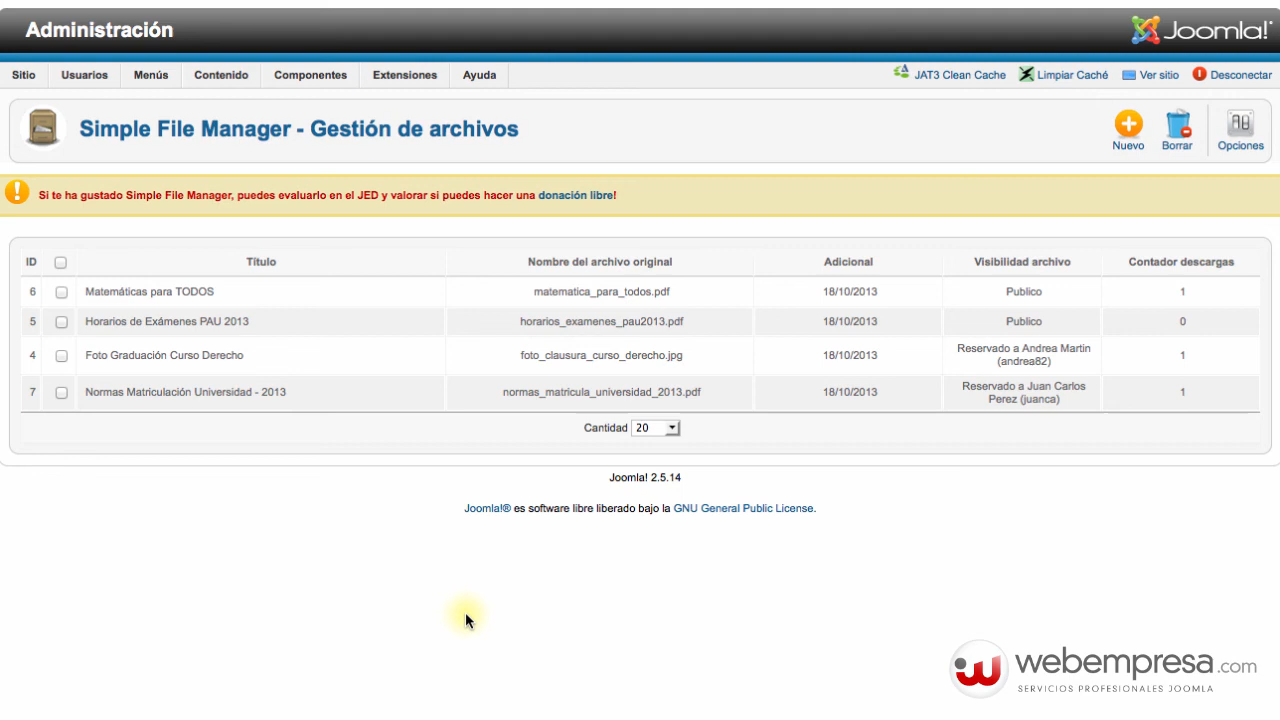 Administración
Joomla!
Sitio Usuarios Menús Contenido Componentes Extensiones Ayuda JAT3 Clean Cache Limpiar Caché Ver sitio Desconectar
Simple File Manager - Gestión de archivos
Nuevo Borrar Opciones
Si te ha gustado Simple File Manager, puedes evaluarlo en el JED y valorar si puedes hacer una donación libre!
ID Título Nombre del archivo original Adicional Visibilidad archivo Contador descargas
6 Matemáticas para TODOS matematica_para_todos.pdf 18/10/2013 Publico 1
5 Horarios de Exámenes PAU 2013 horarios_examenes_pau2013.pdf 18/10/2013 Publico 0
4 Foto Graduación Curso Derecho foto_clausura_curso_derecho.jpg 18/10/2013 Reservado a Andrea Martin 1
(andrea82)
7 Normas Matriculación Universidad - 2013 normas_matricula_universidad_2013.pdf 18/10/2013 Reservado a Juan Carlos 1
Perez (juanca)
Cantidad 20
Joomla! 2.5.14
Joomla!® es software libre liberado bajo la GNU General Public License.
webempresa.com
SERVICIOS PROFESIONALES JOOMLA